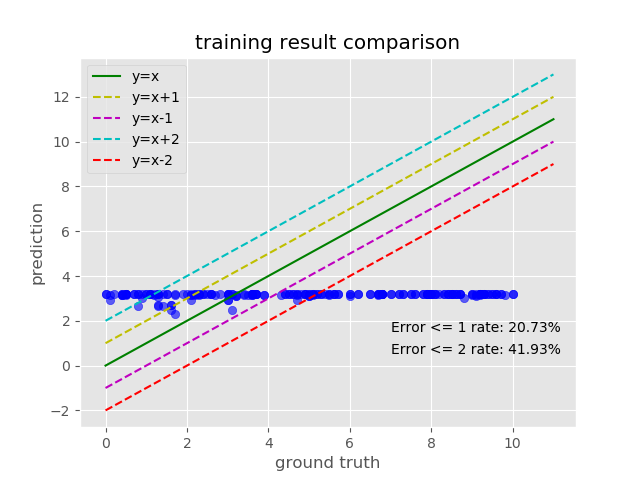 training result comparison
y=x
y=x+1
y=x-1
y=x+2
y=x-2
12
10
8
6
4
2
0
−2
prediction
Error <= 1 rate: 20.73%
Error <= 2 rate: 41.93%
0 2 4 6 8 10
ground truth